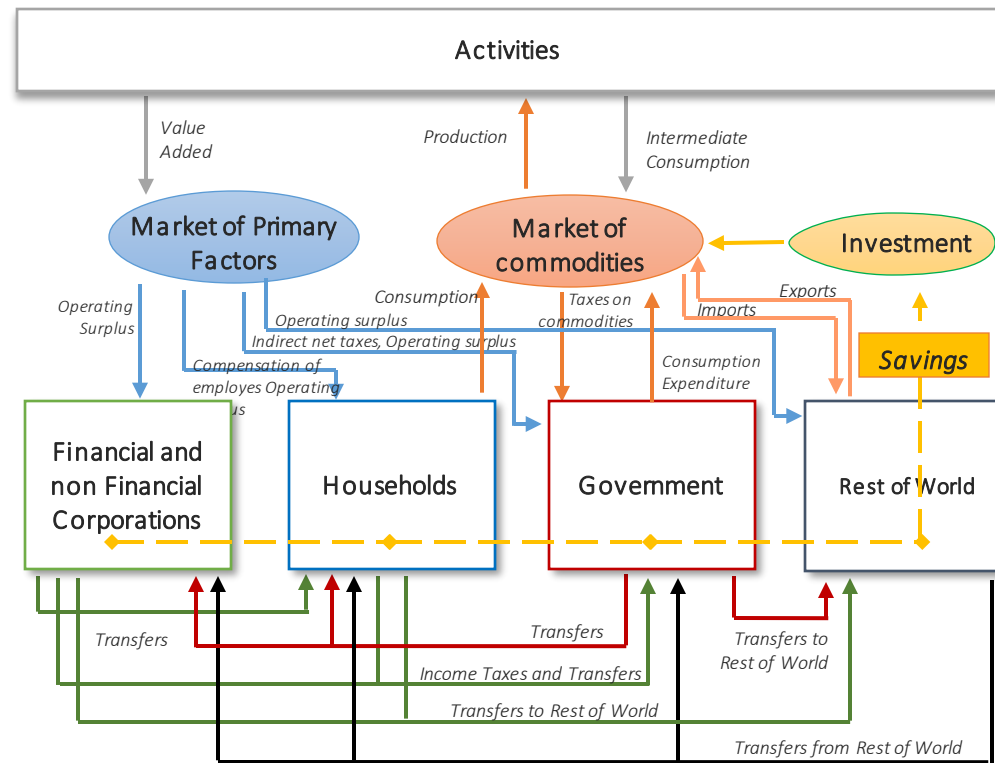 Activities
Value
Added
Production
Intermediate
Consumption
Market of Primary
Factors
Market of
commodities
Investment
Operating
Surplus
Consumption
Taxes on
commodities
Exports
Imports
Operating surplus
Indirect net taxes, Operating surplus
Compensation of
employes Operating
us
Consumption
Expenditure
Savings
Financial and
non Financial
Corporations
Households
Government
Rest of World
Transfers
Transfers
Transfers to
Rest of World
Income Taxes and Transfers
Transfers to Rest of World
Transfers from Rest of World